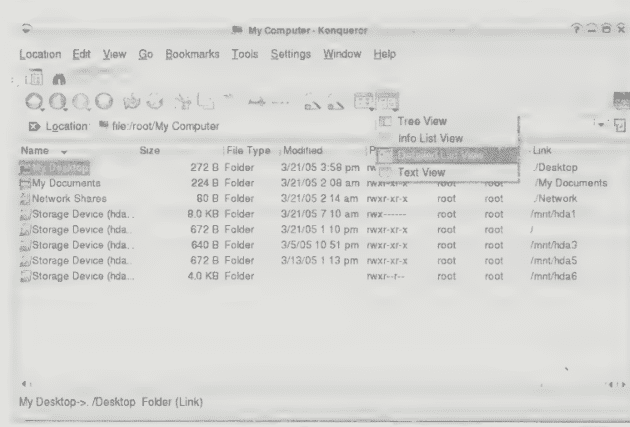 My Computer - Konqueror
Location Edit View Go Bookmarks Tools Settings Window Help
Location: file:/root/My Computer
Tree View
Info List View
Detailed List View
Text View
Name Size File Type Modified Link
My Desktop 272 B Folder 3/21/05 3:58 pm ./Desktop
My Documents 224 B Folder 3/21/05 2:08 am rwxr-xr-x root root ./My Documents
Network Shares 80 B Folder 3/21/05 2:14 am rwxr-xr-x root root ./Network
Storage Device (hda... 8.0 KB Folder 3/21/05 7:10 am rwx------ root root /mnt/hda1
Storage Device (hda... 672 B Folder 3/21/05 1:10 pm rwxr-xr-x root root /
Storage Device (hda... 640 B Folder 3/5/05 10:51 pm rwxr-xr-x root root /mnt/hda3
Storage Device (hda... 672 B Folder 3/13/05 1:13 pm rwxr-xr-x root root /mnt/hda5
Storage Device (hda... 4.0 KB Folder rwxr--r-- root root /mnt/hda6
My Desktop-> ./Desktop Folder (Link)